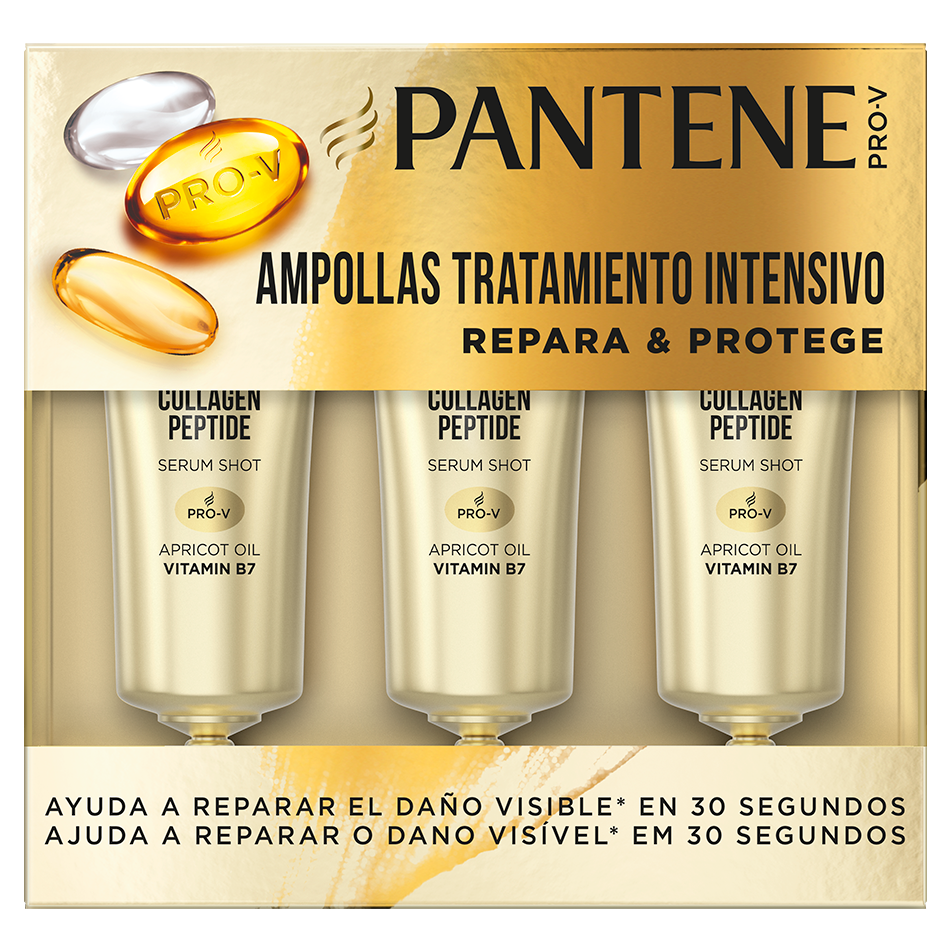 PRO-V
PANTENE
PRO-V
AMPOLLAS TRATAMIENTO INTENSIVO
REPARA & PROTEGE
COLLAGEN
PEPTIDE
SERUM SHOT
PRO-V
APRICOT OIL
VITAMIN B7
COLLAGEN
PEPTIDE
SERUM SHOT
PRO-V
APRICOT OIL
VITAMIN B7
COLLAGEN
PEPTIDE
SERUM SHOT
PRO-V
APRICOT OIL
VITAMIN B7
AYUDA A REPARAR EL DAÑO VISIBLE* EN 30 SEGUNDOS
AJUDA A REPARAR O DANO VISÍVEL* EM 30 SEGUNDOS